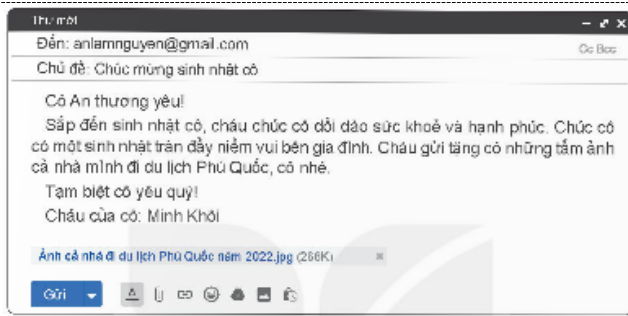 Thư mới
Đến: anlamnguyen@gmail.com
Cc Bcc
Chủ đề: Chúc mừng sinh nhật cô
Cô An thương yêu!
Sắp đến sinh nhật cô, cháu chúc cô dồi dào sức khoẻ và hạnh phúc. Chúc cô
có một sinh nhật tràn đầy niềm vui bên gia đình. Cháu gửi tặng cô những tấm ảnh
cả nhà mình đi du lịch Phú Quốc, cô nhé.
Tạm biệt cô yêu quý!
Cháu của cô: Minh Khôi
Ảnh cả nhà đi du lịch Phú Quốc năm 2022.jpg (266K)
Gửi